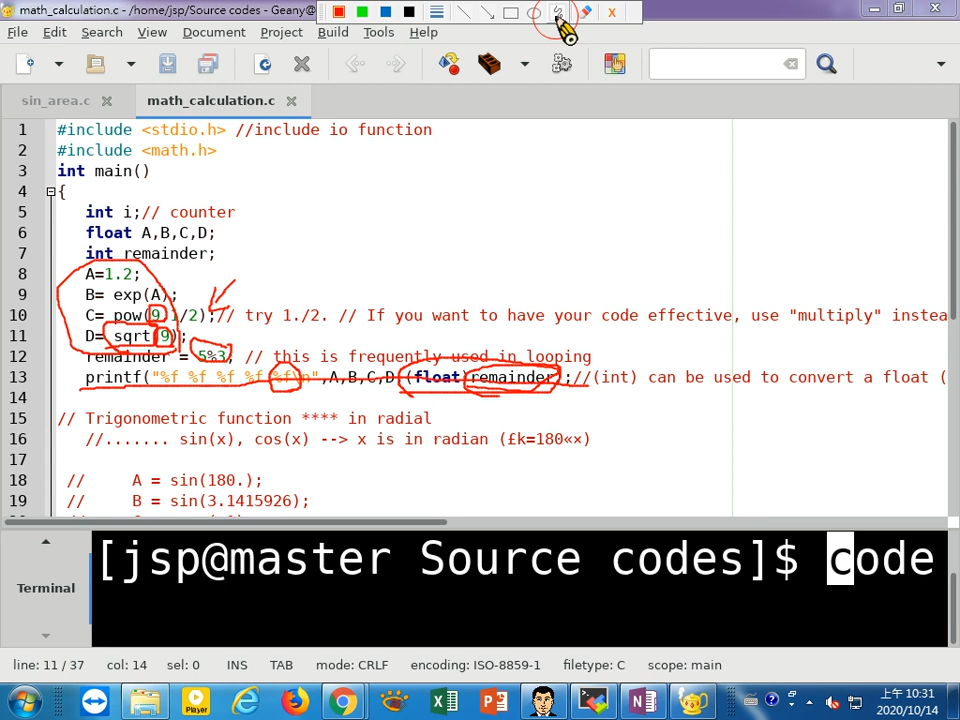 math_calculation.c - /home/jsp/Source codes - Geany@
File Edit Search View Document Project Build Tools Help
sin_area.c math_calculation.c
1 #include <stdio.h> //include io function
2 #include <math.h>
3 int main()
4 {
5 int i;// counter
6 float A,B,C,D;
7 int remainder;
8 A=1.2;
9 B= exp(A);
10 C= pow(9,1/2);// try 1./2. // If you want to have your code effective, use "multiply" instea
11 D= sqrt(9);
12 remainder = 5%3; // this is frequently used in looping
13 printf("%f %f %f %f %f\n",A,B,C,D,(float)remainder);//(int) can be used to convert a float (
14
15 // Trigonometric function **** in radial
16 //....... sin(x), cos(x) --> x is in radian (£k=180«×)
17
18 // A = sin(180.);
19 // B = sin(3.1415926);
Terminal
[jsp@master Source codes]$ code
line: 11 / 37 col: 14 sel: 0 INS TAB mode: CRLF encoding: ISO-8859-1 filetype: C scope: main
Player
上午 10:31
2020/10/14